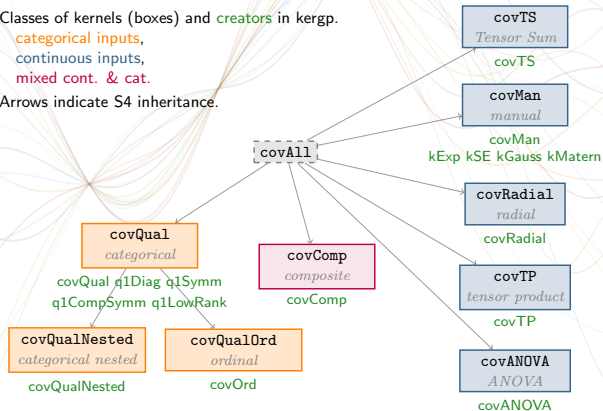 Classes of kernels (boxes) and creators in kergp.
categorical inputs,
continuous inputs,
mixed cont. & cat.
Arrows indicate S4 inheritance.
covTS
Tensor Sum
covTS
covMan
manual
covMan
kExp kSE kGauss kMatern
covAll
covRadial
radial
covRadial
covQual
categorical
covQual q1Diag q1Symm
q1CompSymm q1LowRank
covComp
composite
covComp
covTP
tensor product
covTP
covQualNested
categorical nested
covQualNested
covQualOrd
ordinal
covOrd
covANOVA
ANOVA
covANOVA